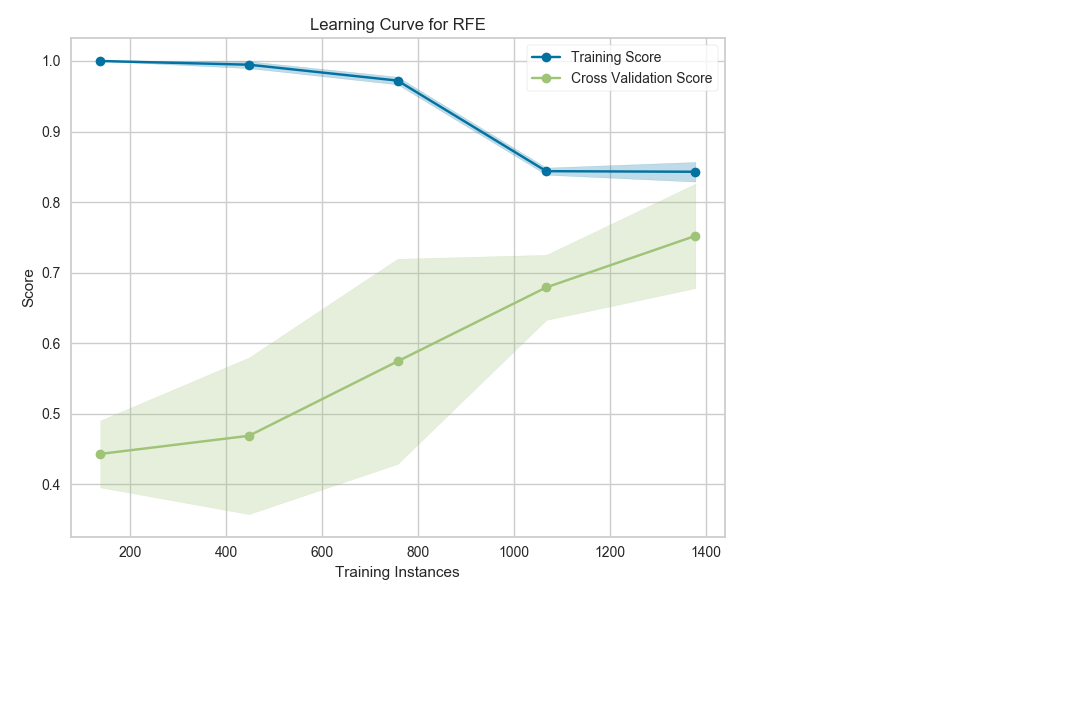 Learning Curve for RFE
Training Score
Cross Validation Score
1.0
0.9
0.8
0.7
0.6
0.5
0.4
Score
200 400 600 800 1000 1200 1400
Training Instances